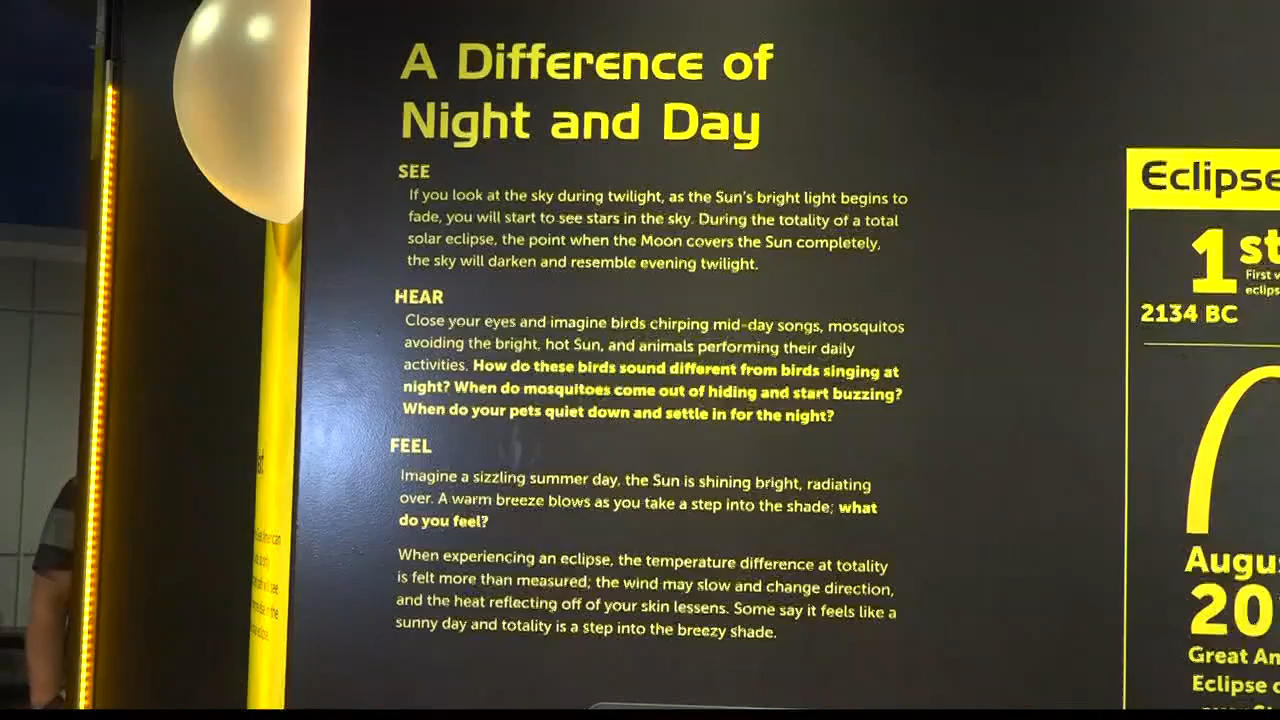 A Difference of
Night and Day
SEE
If you look at the sky during twilight, as the Sun's bright light begins to
fade, you will start to see stars in the sky. During the totality of a total
solar eclipse, the point when the Moon covers the Sun completely,
the sky will darken and resemble evening twilight.
HEAR
Close your eyes and imagine birds chirping mid-day songs, mosquitos
avoiding the bright, hot Sun, and animals performing their daily
activities. How do these birds sound different from birds singing at
night? When do mosquitoes come out of hiding and start buzzing?
When do your pets quiet down and settle in for the night?
FEEL
Imagine a sizzling summer day, the Sun is shining bright, radiating
over. A warm breeze blows as you take a step into the shade; what
do you feel?
When experiencing an eclipse, the temperature difference at totality
is felt more than measured; the wind may slow and change direction,
and the heat reflecting off of your skin lessens. Some say it feels like a
sunny day and totality is a step into the breezy shade.
Eclipse
1st
First
eclips
2134 BC
Augu
20
Great Am
Eclipse